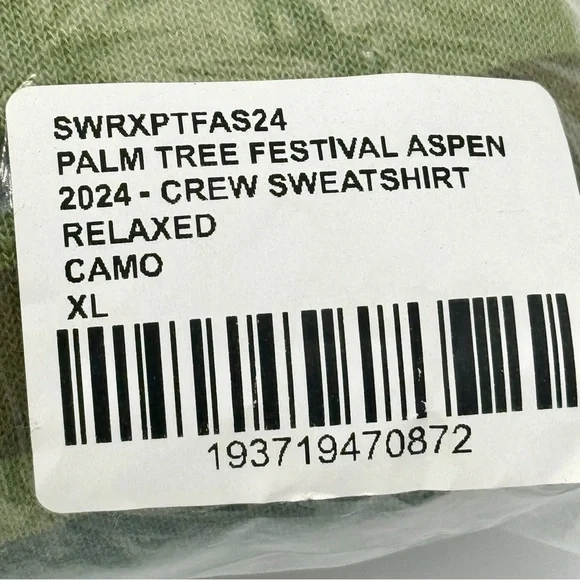 SWRXPTFAS24
PALM TREE FESTIVAL ASPEN
2024 - CREW SWEATSHIRT
RELAXED
CAMO
XL
193719470872